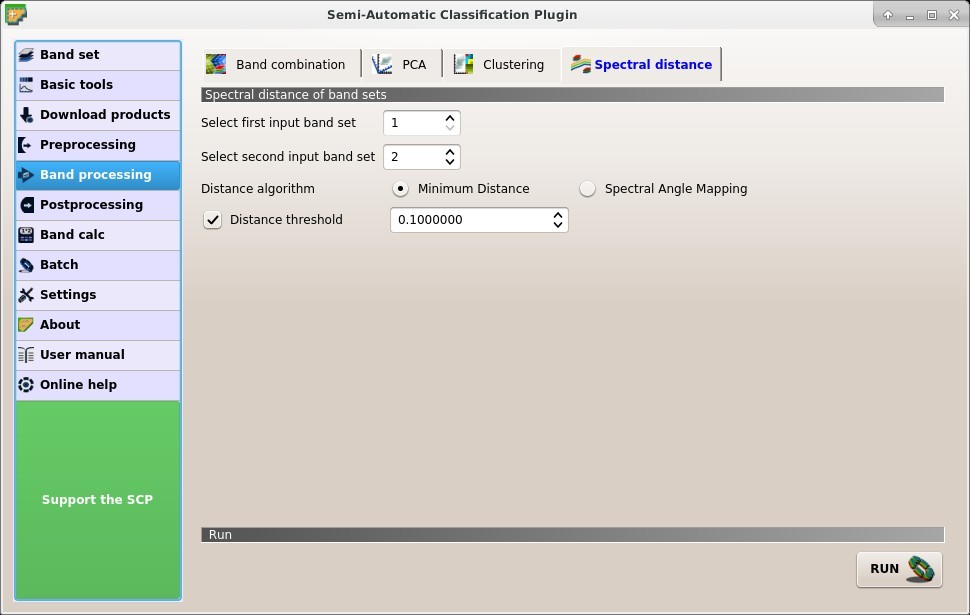 Semi-Automatic Classification Plugin
Band set
Basic tools
Download products
Preprocessing
Band processing
Postprocessing
Band calc
Batch
Settings
About
User manual
Online help
Support the SCP
Band combination
PCA
Clustering
Spectral distance
Spectral distance of band sets
Select first input band set 1
Select second input band set 2
Distance algorithm Minimum Distance Spectral Angle Mapping
Distance threshold 0.1000000
Run
RUN